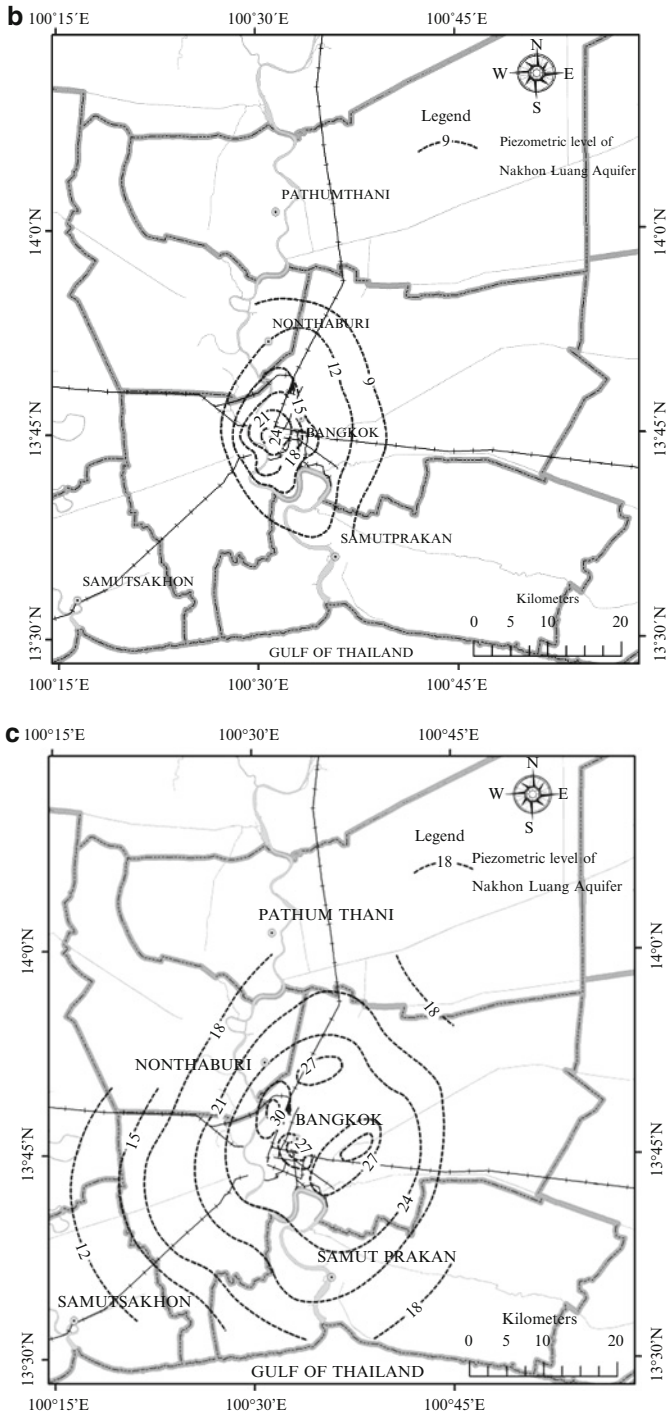 b
100°15'E 100°30'E 100°45'E
N
W E
S
Legend
9
Piezometric level of
Nakhon Luang Aquifer
PATHUMTHANI
14°0'N 14°0'N
NONTHABURI
12
9
15
21
24
BANGKOK
18
13°45'N 13°45'N
SAMUTPRAKAN
SAMUTSAKHON
Kilometers
0 5 10 20
13°30'N 13°30'N
GULF OF THAILAND
100°15'E 100°30'E 100°45'E
c
100°15'E 100°30'E 100°45'E
N
W E
S
Legend
18
Piezometric level of
Nakhon Luang Aquifer
PATHUM THANI
14°0'N 14°0'N
18
18
NONTHABURI
27
21
30
BANGKOK
15
27
27
13°45'N 13°45'N
24
12
SAMUT PRAKAN
SAMUTSAKHON
18
Kilometers
0 5 10 20
13°30'N 13°30'N
GULF OF THAILAND
100°15'E 100°30'E 100°45'E